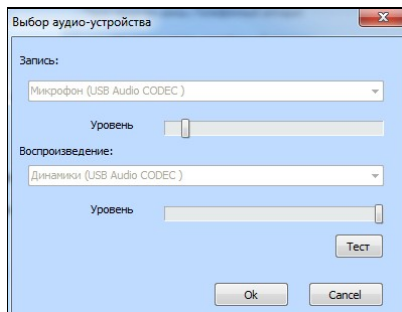 Выбор аудио-устройства
Запись:
Микрофон (USB Audio CODEC )
Уровень
Воспроизведение:
Динамики (USB Audio CODEC )
Уровень
Тест
Ok
Cancel